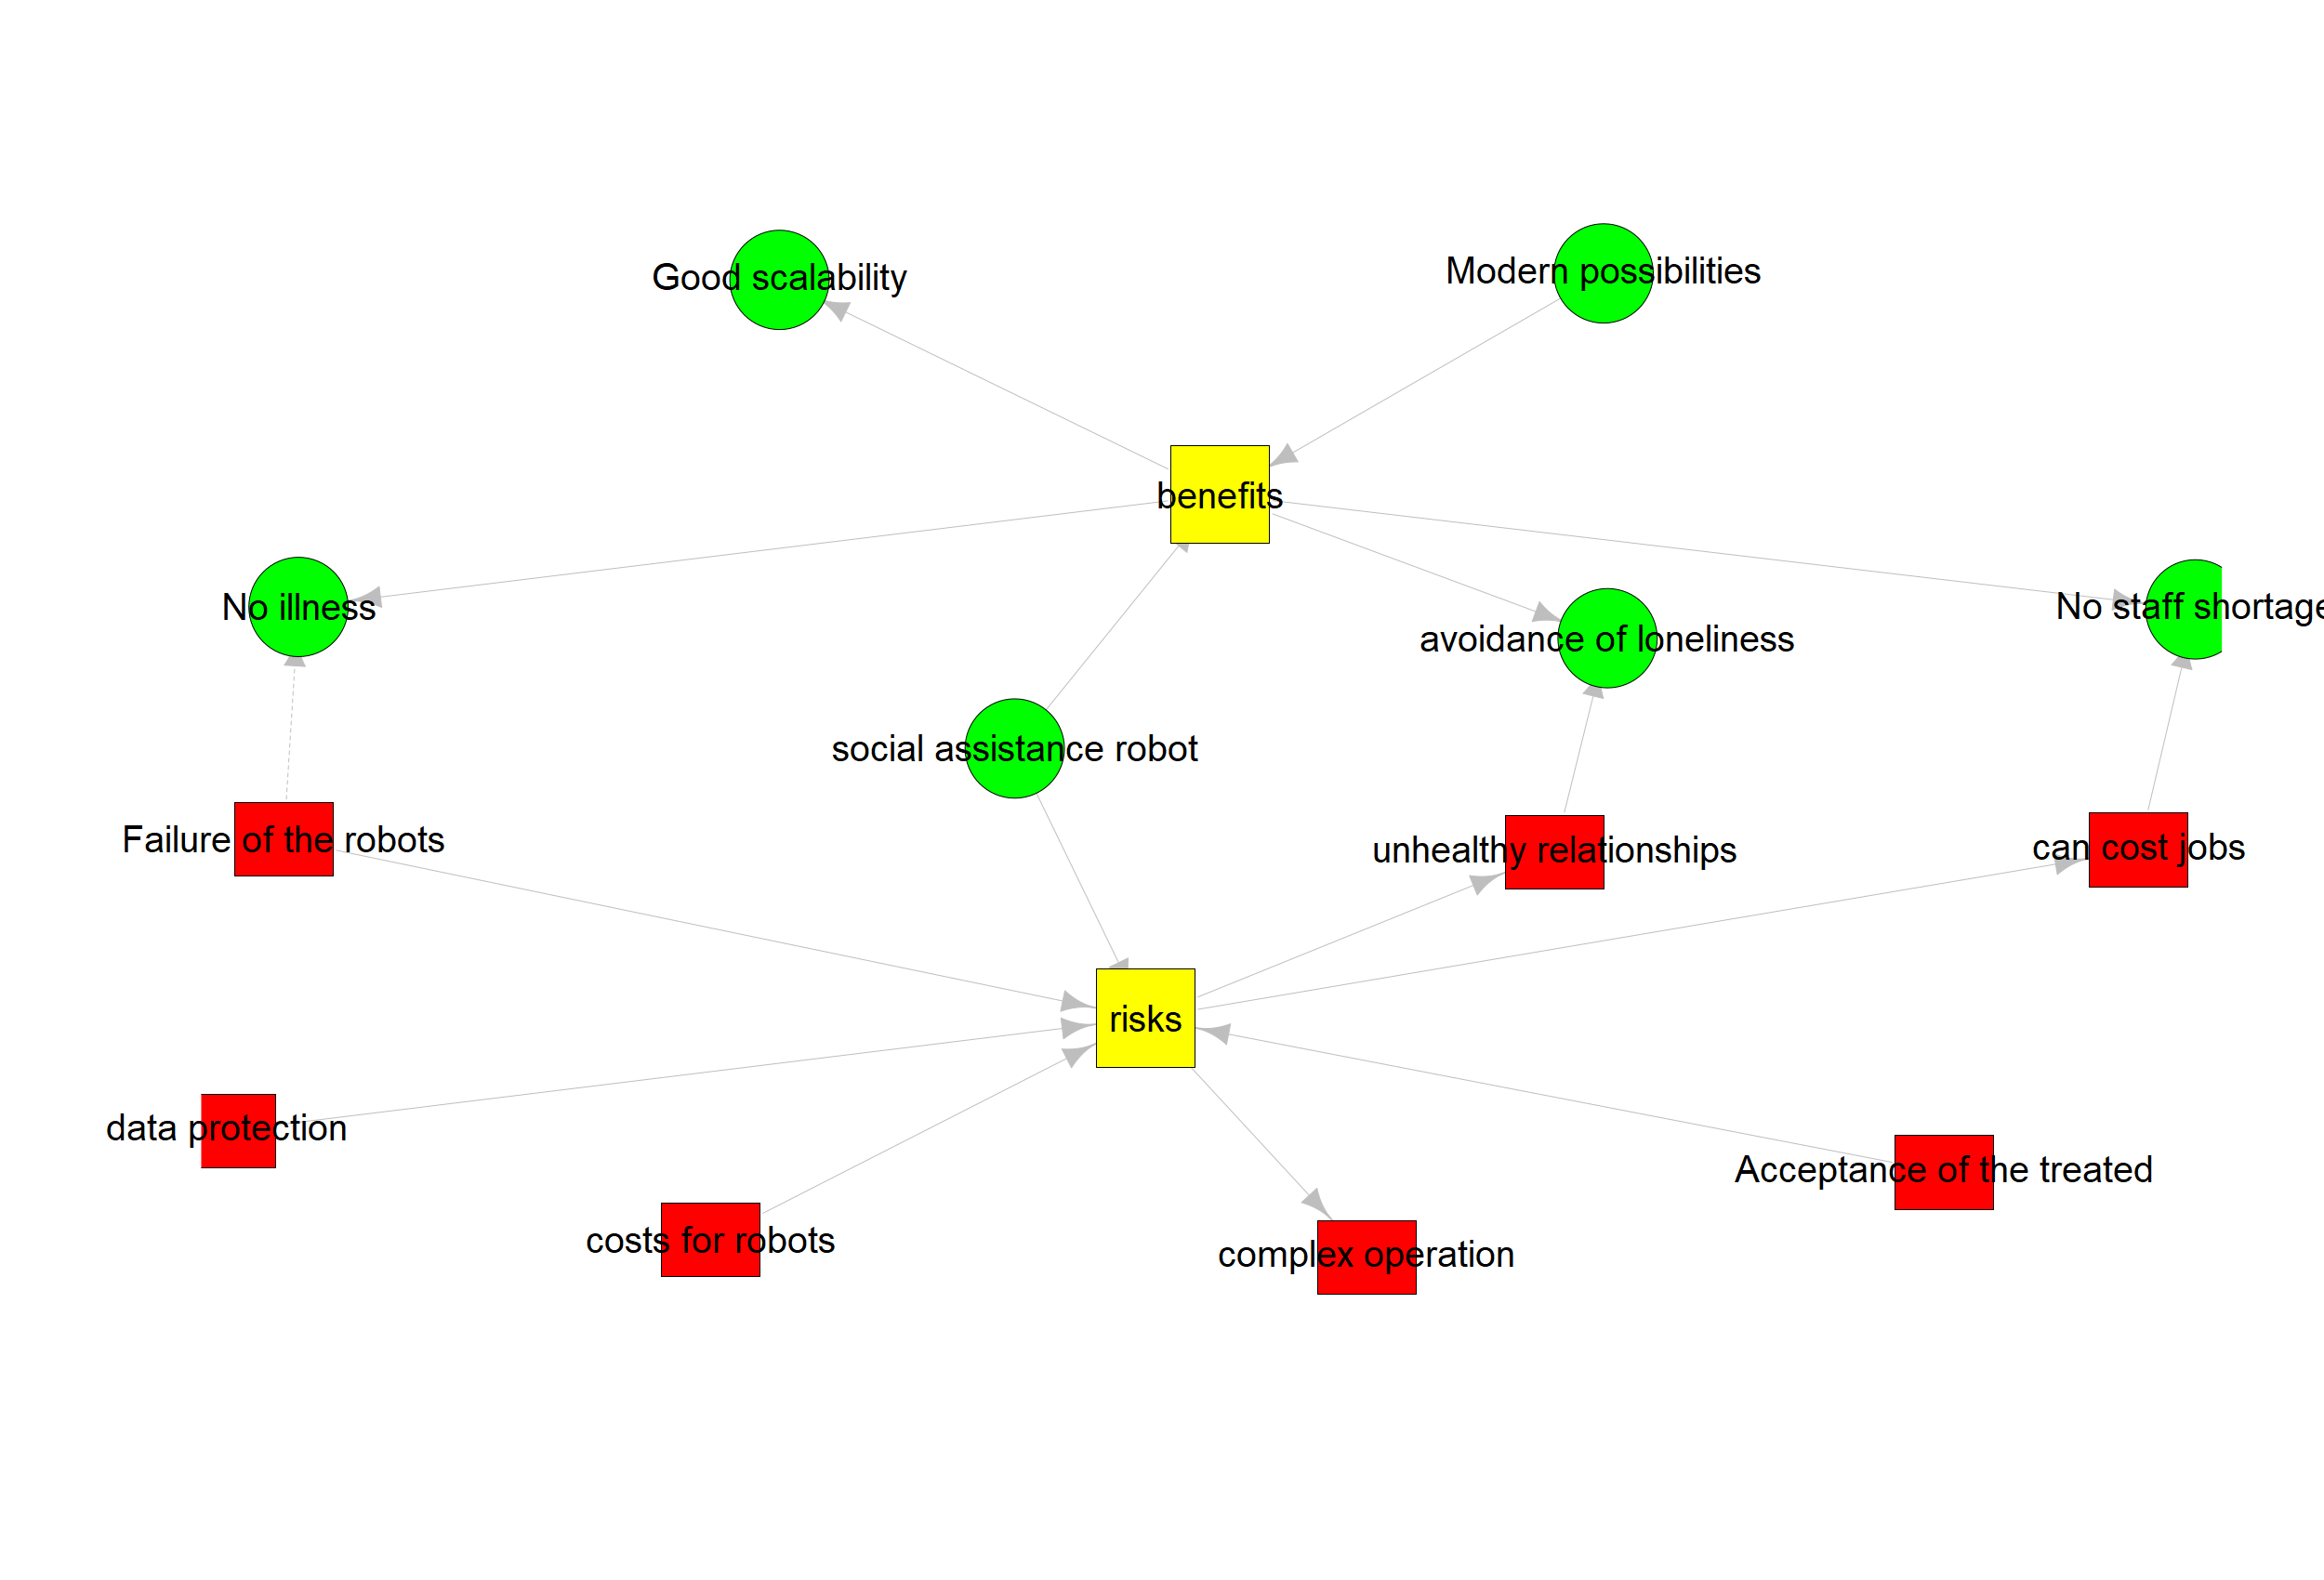 Good scalability
Modern possibilities
benefits
No illness
avoidance of loneliness
No staff shortage
social assistance robot
Failure of the robots
unhealthy relationships
can cost jobs
risks
data protection
Acceptance of the treated
costs for robots
complex operation